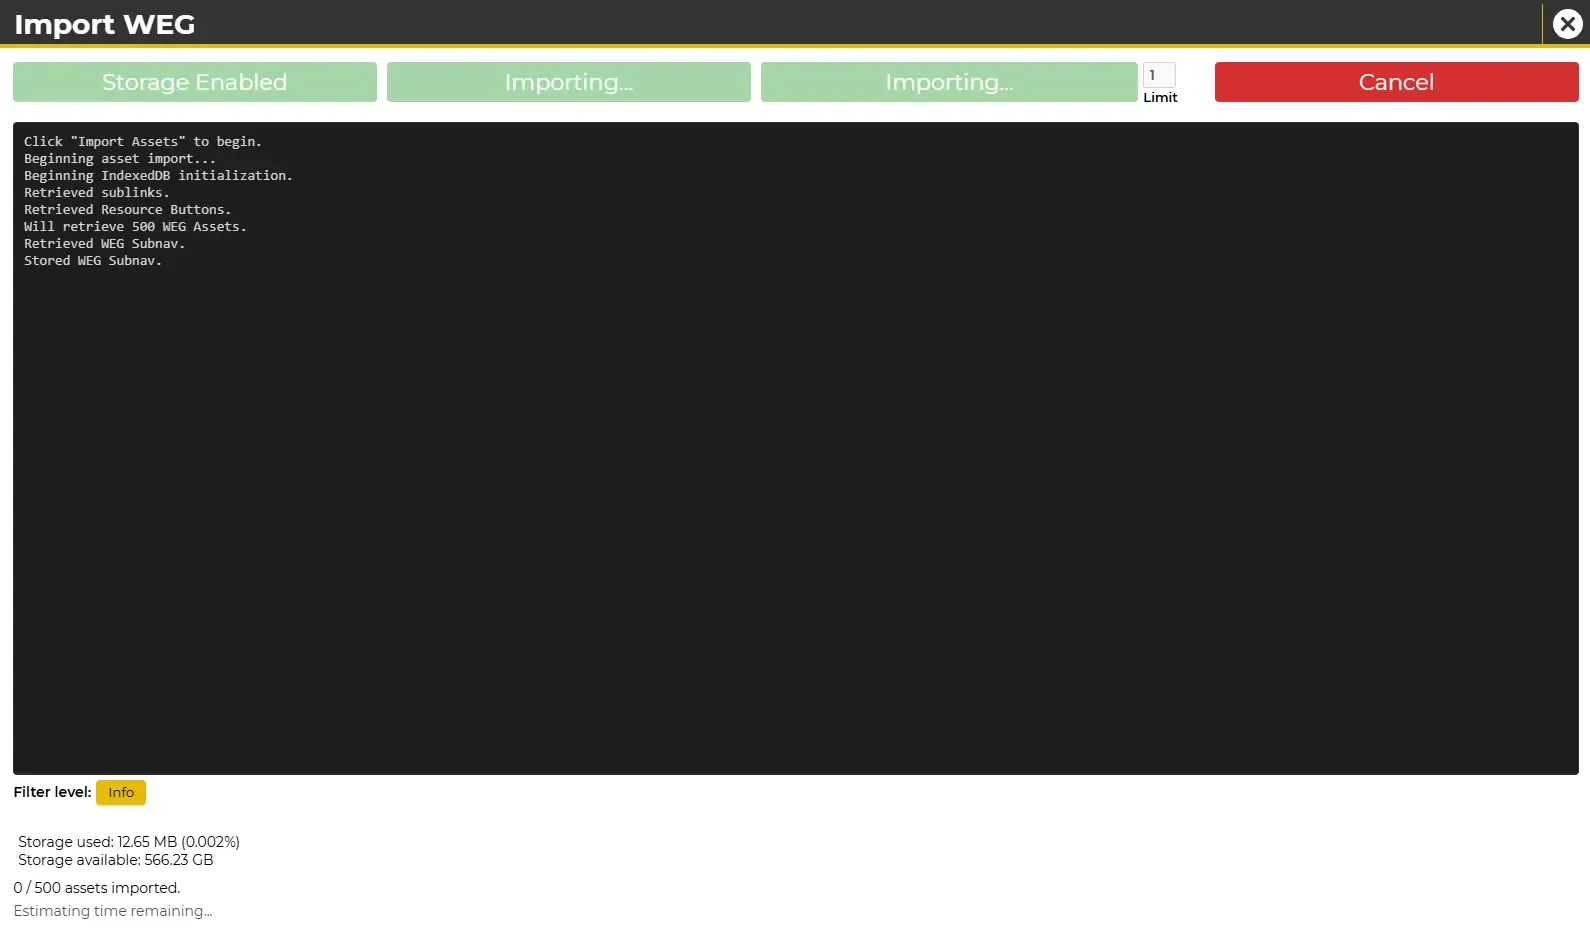 Import WEG
Storage Enabled
Importing...
Importing...
1
Limit
Cancel
Click "Import Assets" to begin.
Beginning asset import...
Beginning IndexedDB initialization.
Retrieved sublinks.
Retrieved Resource Buttons.
Will retrieve 500 WEG Assets.
Retrieved WEG Subnav.
Stored WEG Subnav.
Filter level: Info
Storage used: 12.65 MB (0.002%)
Storage available: 566.23 GB
0 / 500 assets imported.
Estimating time remaining...